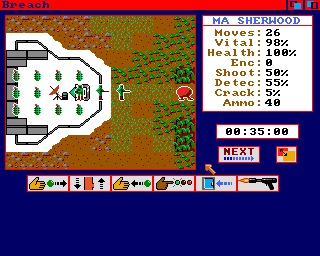 Breach
MA SHERWOOD
Moves: 26
Vital: 98%
Health: 100%
Enc: 0
Shoot: 50%
Detec: 55%
Crack: 5%
Ammo: 40
00:35:00
NEXT